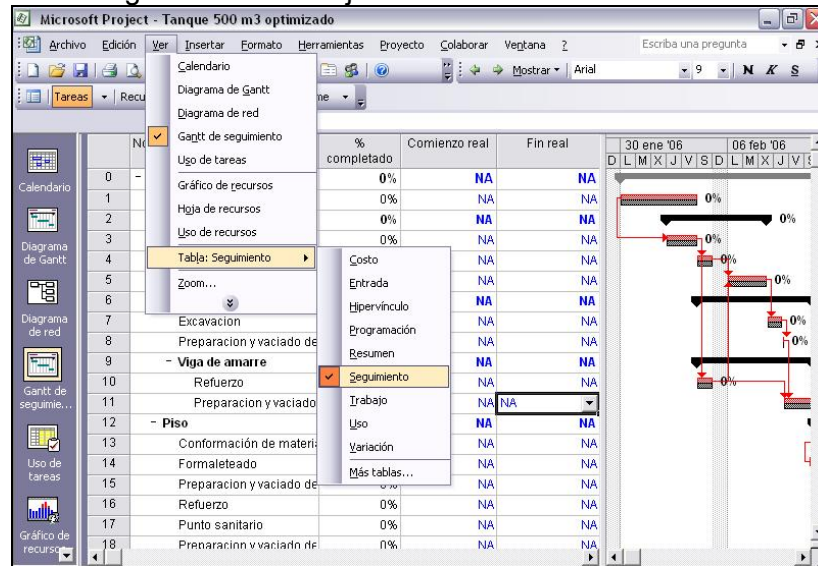 Microsoft Project - Tanque 500 m3 optimizado
Archivo Edición Ver Insertar Formato Herramientas Proyecto Colaborar Ventana ? Escriba una pregunta
Mostrar Arial 9 N K S
Tareas
Calendario
Diagrama de Gantt
Diagrama de red
Gantt de seguimiento
Uso de tareas
Gráfico de recursos
Hoja de recursos
Uso de recursos
Tabla: Seguimiento
Zoom...
Costo
Entrada
Hipervínculo
Programación
Resumen
Seguimiento
Trabajo
Uso
Variación
Más tablas...
Calendario
Diagrama
de Gantt
Diagrama
de red
Gantt de
seguimie...
Uso de
tareas
Gráfico de
%
completado Comienzo real Fin real 30 ene '06 06 feb '06
D L M X J V S D L M X J V
0 - 0% NA NA
1 0% NA NA 0%
2 0% NA NA 0%
3 0% NA NA 0%
4 NA NA 0%
5 NA NA 0%
6 NA NA
7 Excavacion NA NA 0%
8 Preparacion y vaciado de NA NA 0%
9 - Viga de amarre NA NA
10 Refuerzo NA NA 0%
11 Preparacion y vaciado NA NA
12 - Piso NA NA
13 Conformación de materi NA NA
14 Formaleteado NA NA
15 Preparacion y vaciado de NA NA
16 Refuerzo 0% NA NA
17 Punto sanitario 0% NA NA
18 Preparacion y vaciado de 0% NA NA